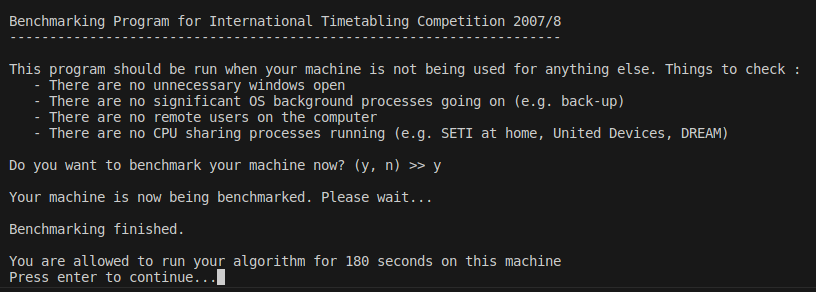 Benchmarking Program for International Timetabling Competition 2007/8
---------------------------------------------------------------------
This program should be run when your machine is not being used for anything else. Things to check :
- There are no unnecessary windows open
- There are no significant OS background processes going on (e.g. back-up)
- There are no remote users on the computer
- There are no CPU sharing processes running (e.g. SETI at home, United Devices, DREAM)
Do you want to benchmark your machine now? (y, n) >> y
Your machine is now being benchmarked. Please wait...
Benchmarking finished.
You are allowed to run your algorithm for 180 seconds on this machine
Press enter to continue...